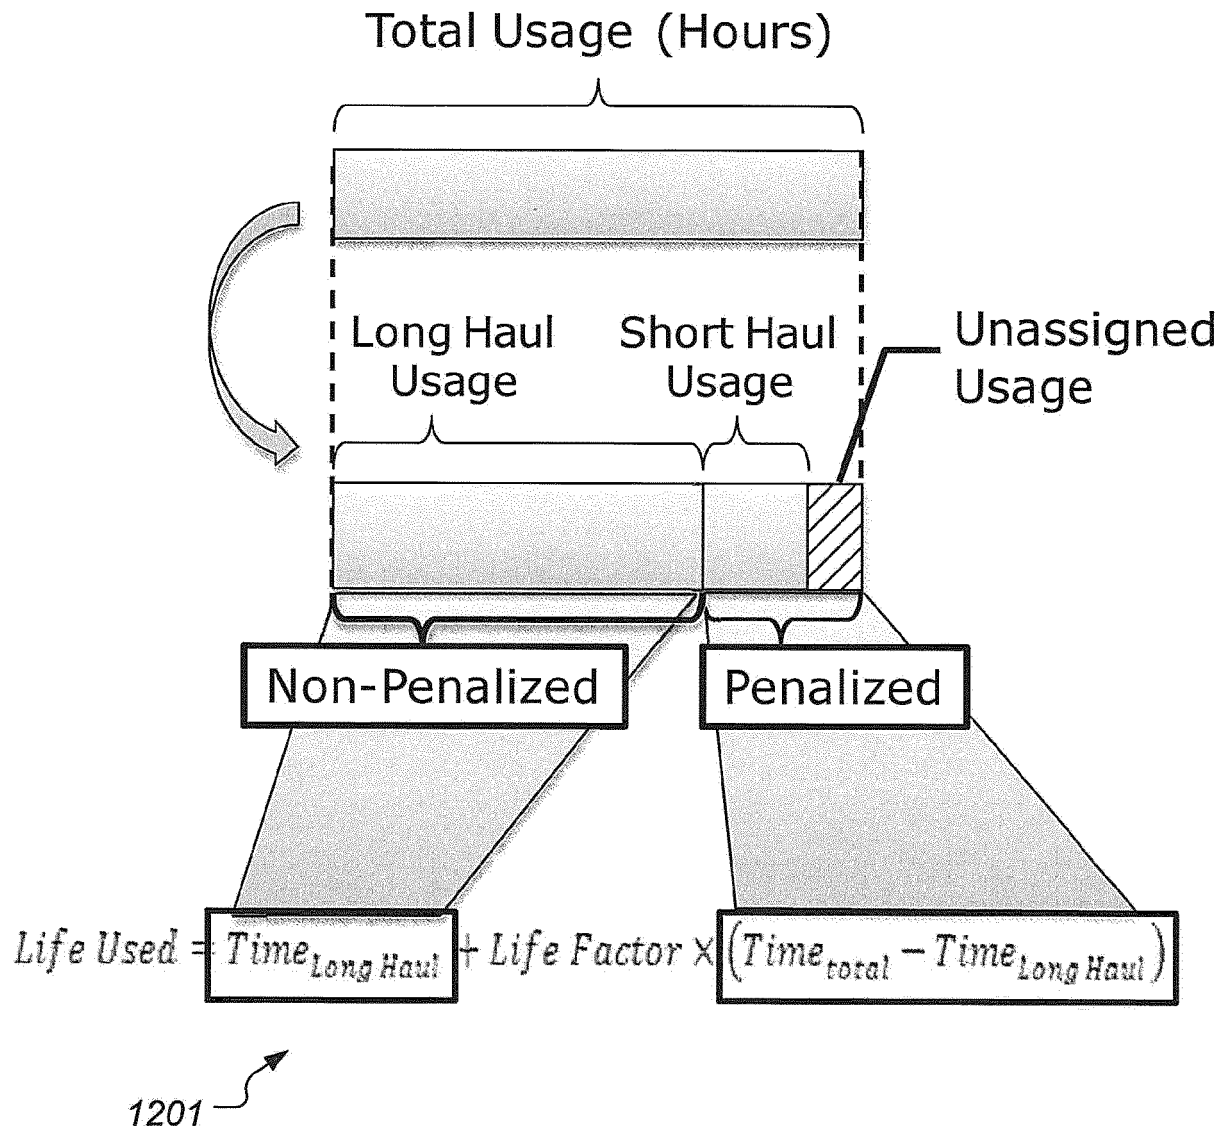 Total Usage (Hours)
Long Haul
Usage
Short Haul
Usage
Unassigned
Usage
Non-Penalized
Penalized
Life Used = Time_Long Haul + Life Factor × (Time_total − Time_Long Haul)
1201